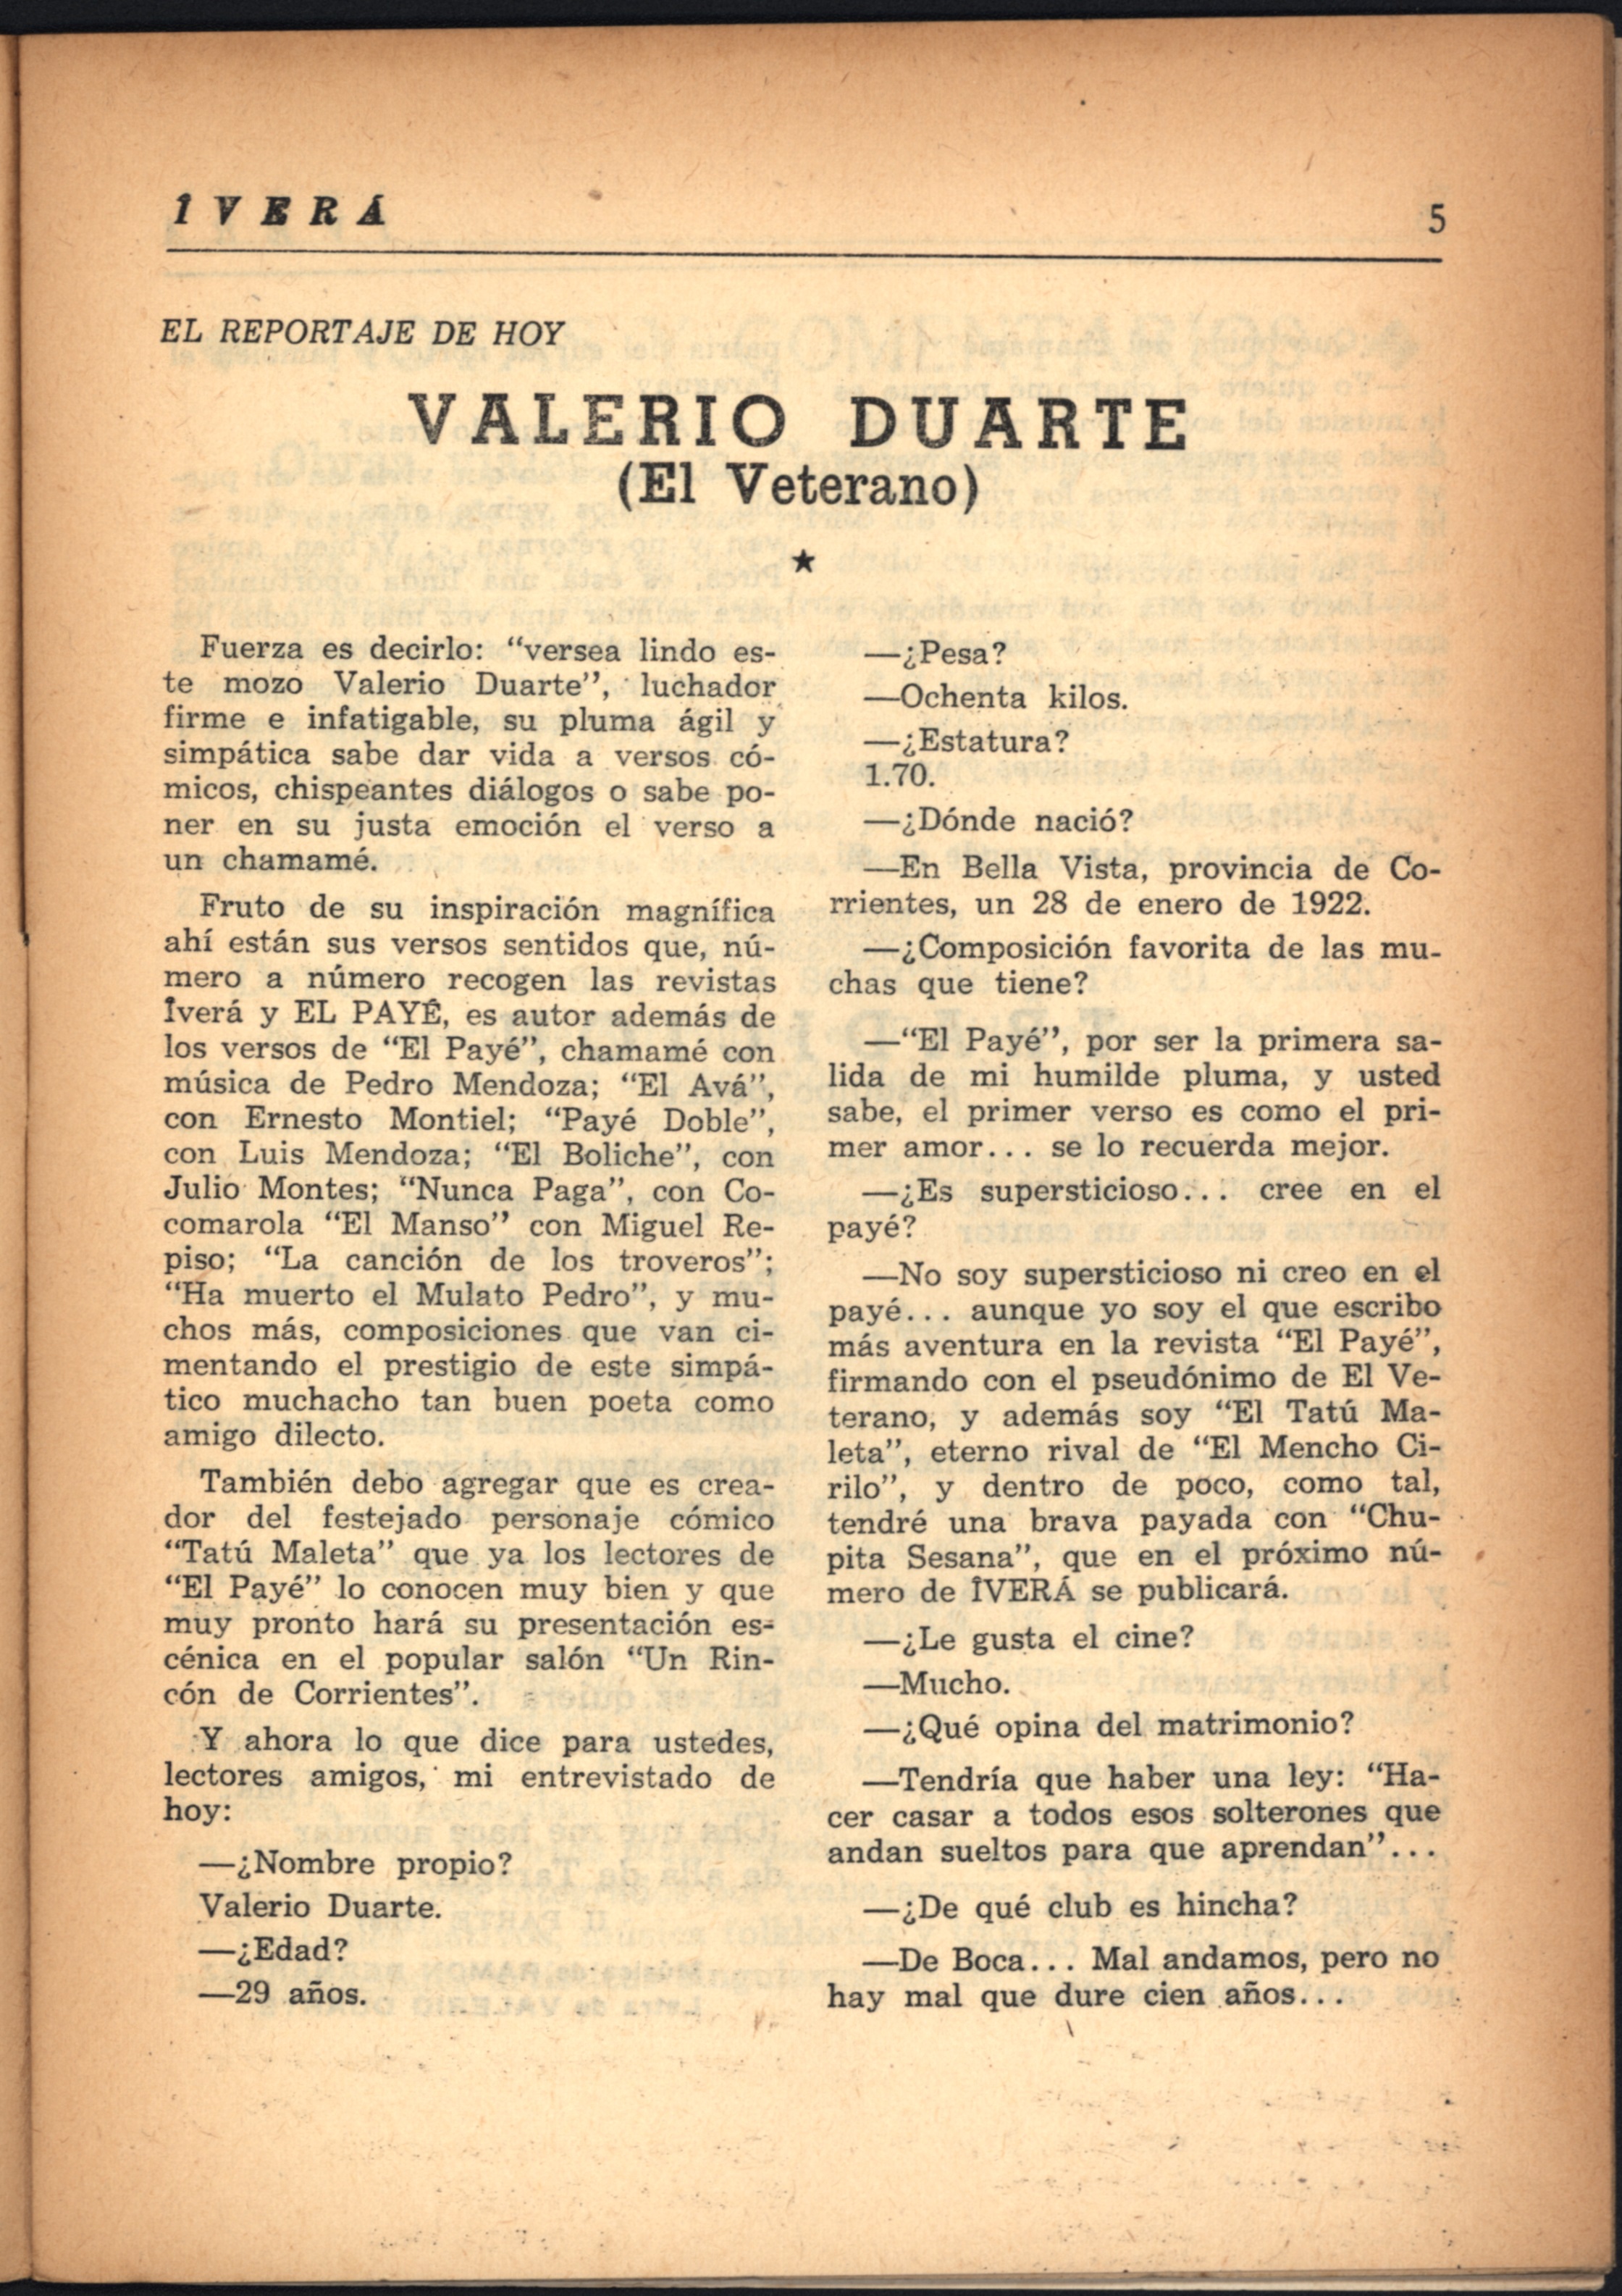 ÎVERÁ
5
EL REPORTAJE DE HOY
VALERIO DUARTE
(El Veterano)
★
Fuerza es decirlo: “versea lindo es-
te mozo Valerio Duarte”, luchador
firme e infatigable, su pluma ágil y
simpática sabe dar vida a versos có-
micos, chispeantes diálogos o sabe po-
ner en su justa emoción el verso a
un chamamé.
Fruto de su inspiración magnífica
ahí están sus versos sentidos que, nú-
mero a número recogen las revistas
Îverá y EL PAYÉ, es autor además de
los versos de “El Payé”, chamamé con
música de Pedro Mendoza; “El Avá”,
con Ernesto Montiel; “Payé Doble”,
con Luis Mendoza; “El Boliche”, con
Julio Montes; “Nunca Paga”, con Co-
comarola “El Manso” con Miguel Re-
piso; “La canción de los troveros”;
“Ha muerto el Mulato Pedro”, y mu-
chos más, composiciones que van ci-
mentando el prestigio de este simpá-
tico muchacho tan buen poeta como
amigo dilecto.
También debo agregar que es crea-
dor del festejado personaje cómico
“Tatú Maleta” que ya los lectores de
“El Payé” lo conocen muy bien y que
muy pronto hará su presentación es-
cénica en el popular salón “Un Rin-
cón de Corrientes”.
Y ahora lo que dice para ustedes,
lectores amigos, mi entrevistado de
hoy:
—¿Nombre propio?
Valerio Duarte.
—¿Edad?
—29 años.
—¿Pesa?
—Ochenta kilos.
—¿Estatura?
1.70.
—¿Dónde nació?
—En Bella Vista, provincia de Co-
rrientes, un 28 de enero de 1922.
—¿Composición favorita de las mu-
chas que tiene?
—“El Payé”, por ser la primera sa-
lida de mi humilde pluma, y usted
sabe, el primer verso es como el pri-
mer amor... se lo recuerda mejor.
—¿Es supersticioso... cree en el
payé?
—No soy supersticioso ni creo en el
payé... aunque yo soy el que escribo
más aventura en la revista “El Payé”,
firmando con el pseudónimo de El Ve-
terano, y además soy “El Tatú Ma-
leta”, eterno rival de “El Mencho Ci-
rilo”, y dentro de poco, como tal,
tendré una brava payada con “Chu-
pita Sesana”, que en el próximo nú-
mero de ÎVERÁ se publicará.
—¿Le gusta el cine?
—Mucho.
—¿Qué opina del matrimonio?
—Tendría que haber una ley: “Ha-
cer casar a todos esos solterones que
andan sueltos para que aprendan”...
—¿De qué club es hincha?
—De Boca... Mal andamos, pero no
hay mal que dure cien años...